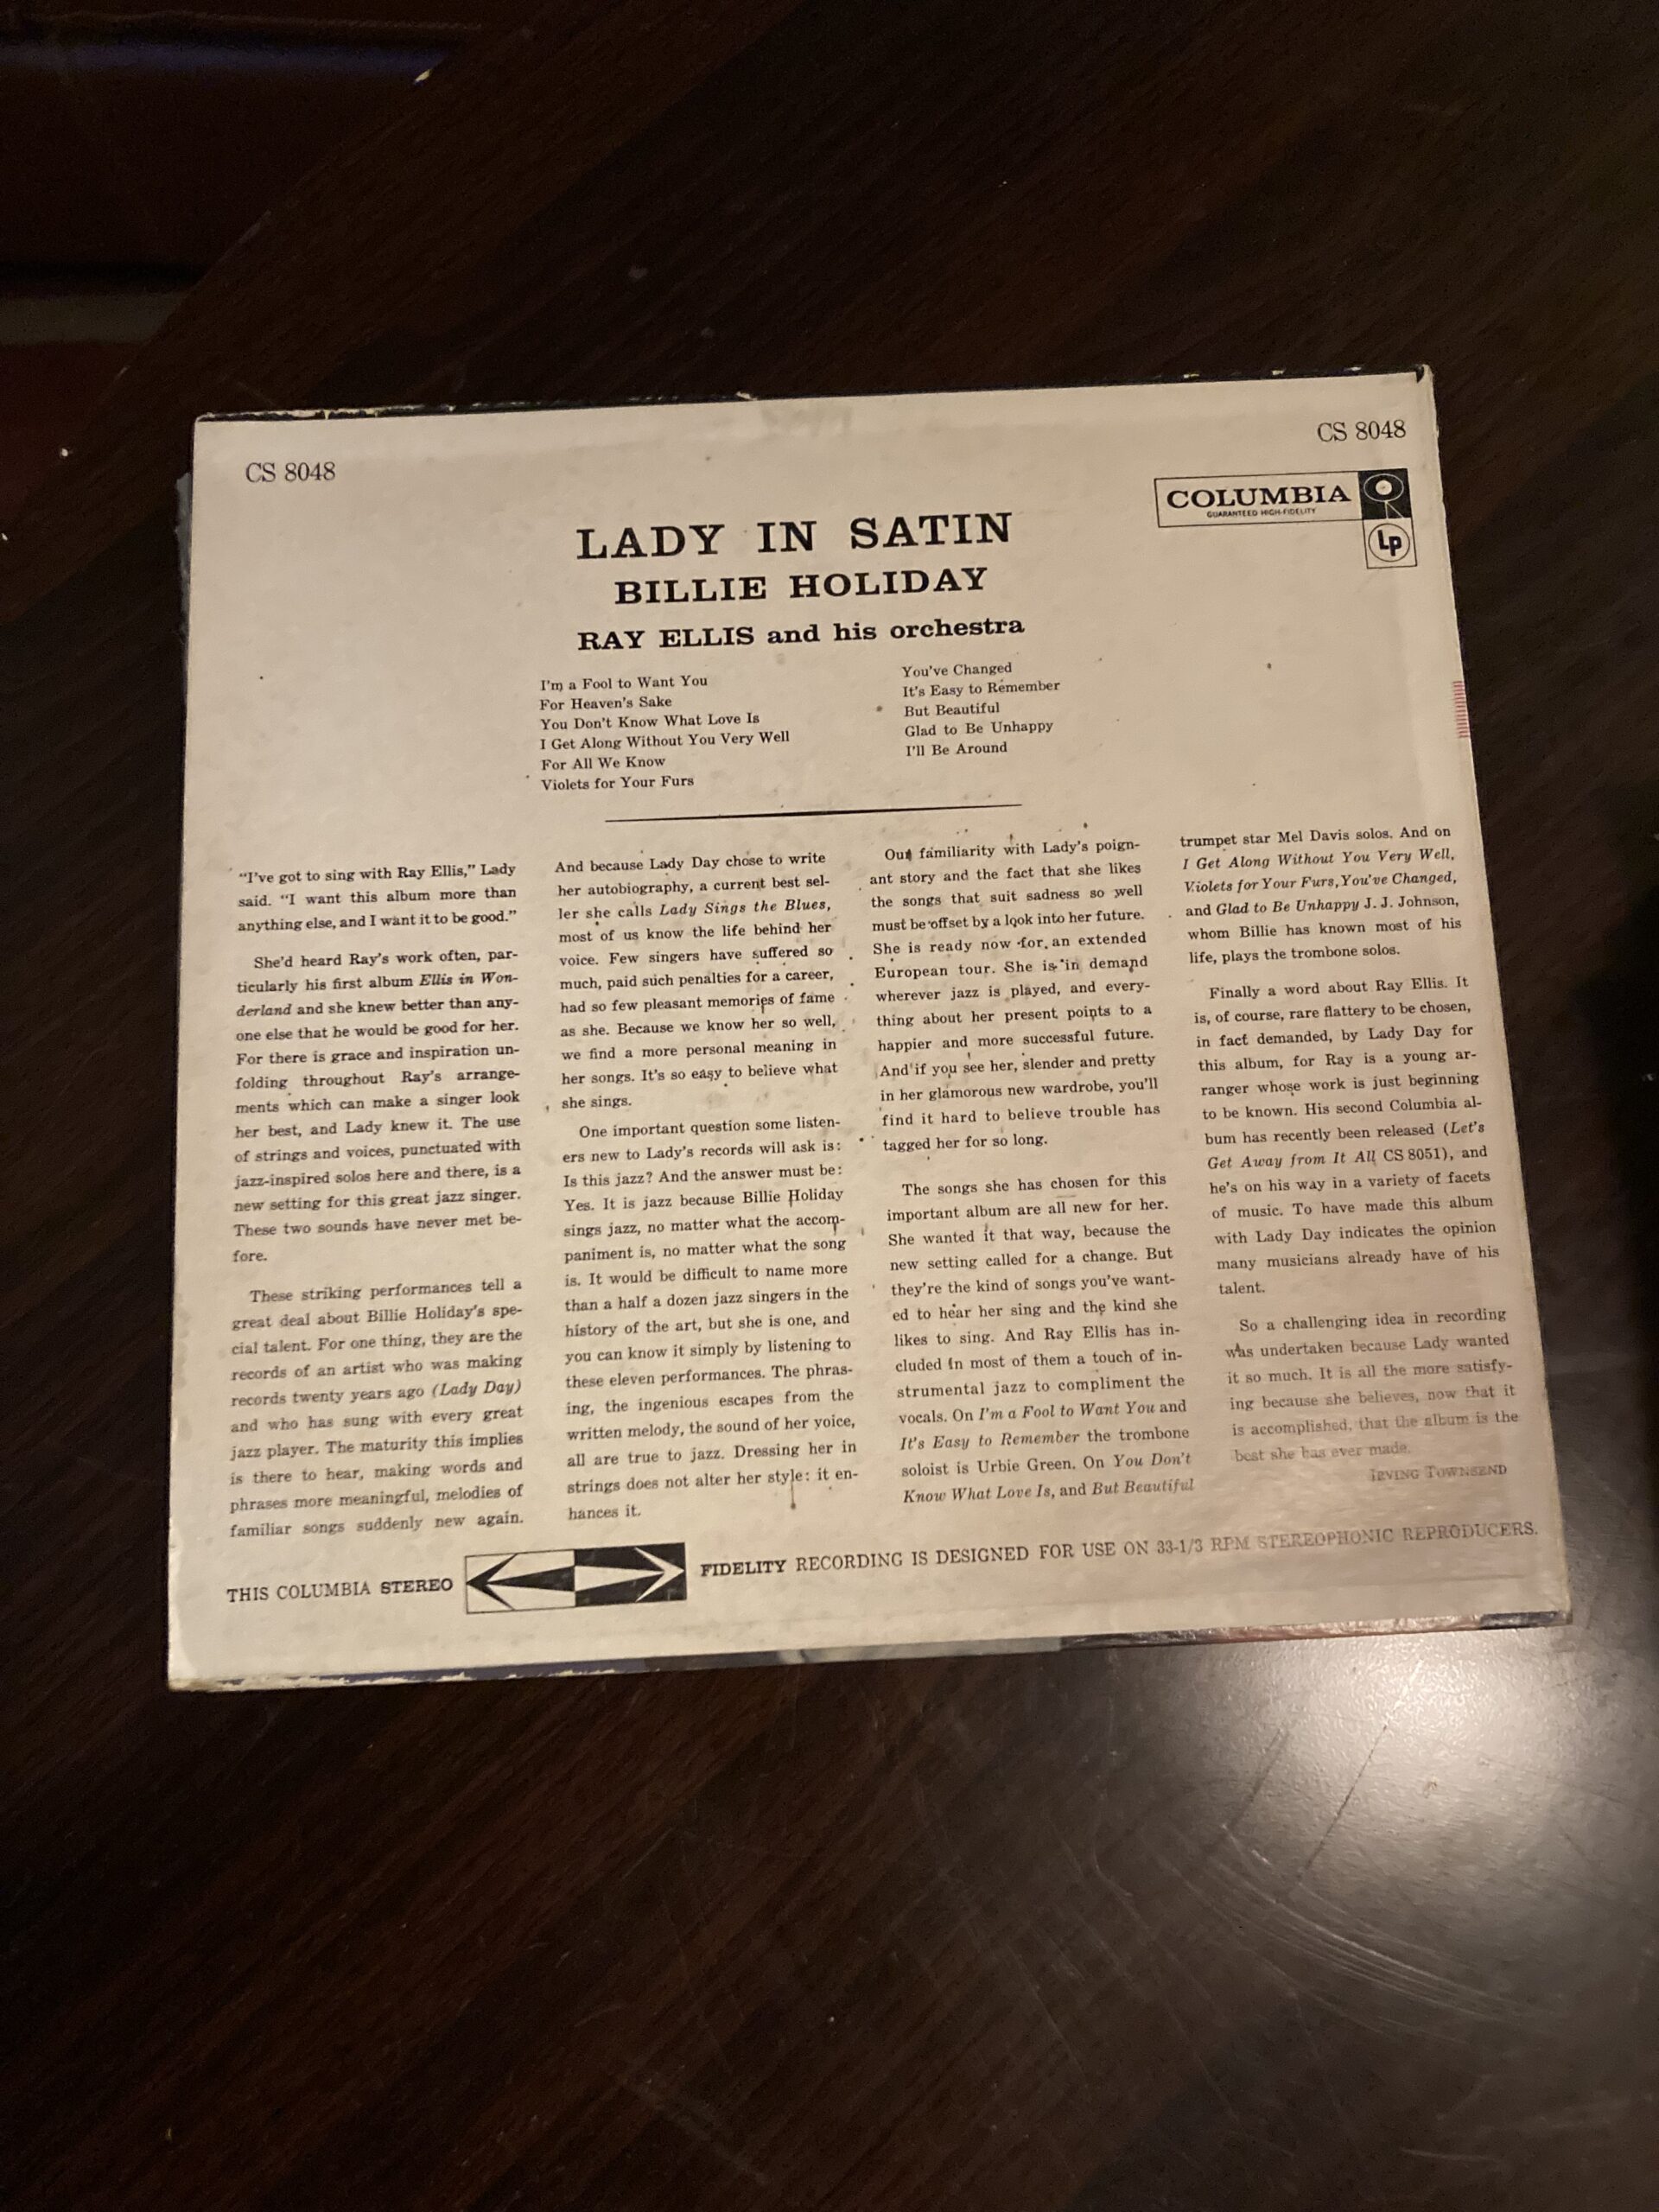 CS 8048
CS 8048
COLUMBIA
GUARANTEED HIGH-FIDELITY
Lp
LADY IN SATIN
BILLIE HOLIDAY
RAY ELLIS and his orchestra
I'm a Fool to Want You
For Heaven's Sake
You Don't Know What Love Is
I Get Along Without You Very Well
For All We Know
Violets for Your Furs
You've Changed
It's Easy to Remember
But Beautiful
Glad to Be Unhappy
I'll Be Around
"I've got to sing with Ray Ellis," Lady
said. "I want this album more than
anything else, and I want it to be good."
She'd heard Ray's work often, par-
ticularly his first album Ellis in Won-
derland and she knew better than any-
one else that he would be good for her.
For there is grace and inspiration un-
folding throughout Ray's arrange-
ments which can make a singer look
her best, and Lady knew it. The use
of strings and voices, punctuated with
jazz-inspired solos here and there, is a
new setting for this great jazz singer.
These two sounds have never met be-
fore.
These striking performances tell a
great deal about Billie Holiday's spe-
cial talent. For one thing, they are the
records of an artist who was making
records twenty years ago (Lady Day)
and who has sung with every great
jazz player. The maturity this implies
is there to hear, making words and
phrases more meaningful, melodies of
familiar songs suddenly new again.
And because Lady Day chose to write
her autobiography, a current best sel-
ler she calls Lady Sings the Blues,
most of us know the life behind her
voice. Few singers have suffered so
much, paid such penalties for a career,
had so few pleasant memories of fame
as she. Because we know her so well,
we find a more personal meaning in
her songs. It's so easy to believe what
she sings.
One important question some listen-
ers new to Lady's records will ask is:
Is this jazz? And the answer must be:
Yes. It is jazz because Billie Holiday
sings jazz, no matter what the accom-
paniment is, no matter what the song
is. It would be difficult to name more
than a half a dozen jazz singers in the
history of the art, but she is one, and
you can know it simply by listening to
these eleven performances. The phras-
ing, the ingenious escapes from the
written melody, the sound of her voice,
all are true to jazz. Dressing her in
strings does not alter her style: it en-
hances it.
Our familiarity with Lady's poign-
ant story and the fact that she likes
the songs that suit sadness so well
must be offset by a look into her future.
She is ready now for an extended
European tour. She is in demand
wherever jazz is played, and every-
thing about her present points to a
happier and more successful future.
And if you see her, slender and pretty
in her glamorous new wardrobe, you'll
find it hard to believe trouble has
tagged her for so long.
The songs she has chosen for this
important album are all new for her.
She wanted it that way, because the
new setting called for a change. But
they're the kind of songs you've want-
ed to hear her sing and the kind she
likes to sing. And Ray Ellis has in-
cluded in most of them a touch of in-
strumental jazz to compliment the
vocals. On I'm a Fool to Want You and
It's Easy to Remember the trombone
soloist is Urbie Green. On You Don't
Know What Love Is, and But Beautiful
trumpet star Mel Davis solos. And on
I Get Along Without You Very Well,
Violets for Your Furs, You've Changed,
and Glad to Be Unhappy J. J. Johnson,
whom Billie has known most of his
life, plays the trombone solos.
Finally a word about Ray Ellis. It
is, of course, rare flattery to be chosen,
in fact demanded, by Lady Day for
this album, for Ray is a young ar-
ranger whose work is just beginning
to be known. His second Columbia al-
bum has recently been released (Let's
Get Away from It All CS 8051), and
he's on his way in a variety of facets
of music. To have made this album
with Lady Day indicates the opinion
many musicians already have of his
talent.
So a challenging idea in recording
was undertaken because Lady wanted
it so much. It is all the more satisfy-
ing because she believes, now that it
is accomplished, that the album is the
best she has ever made.
IRVING TOWNSEND
THIS COLUMBIA STEREO FIDELITY RECORDING IS DESIGNED FOR USE ON 33-1/3 RPM STEREOPHONIC REPRODUCERS.